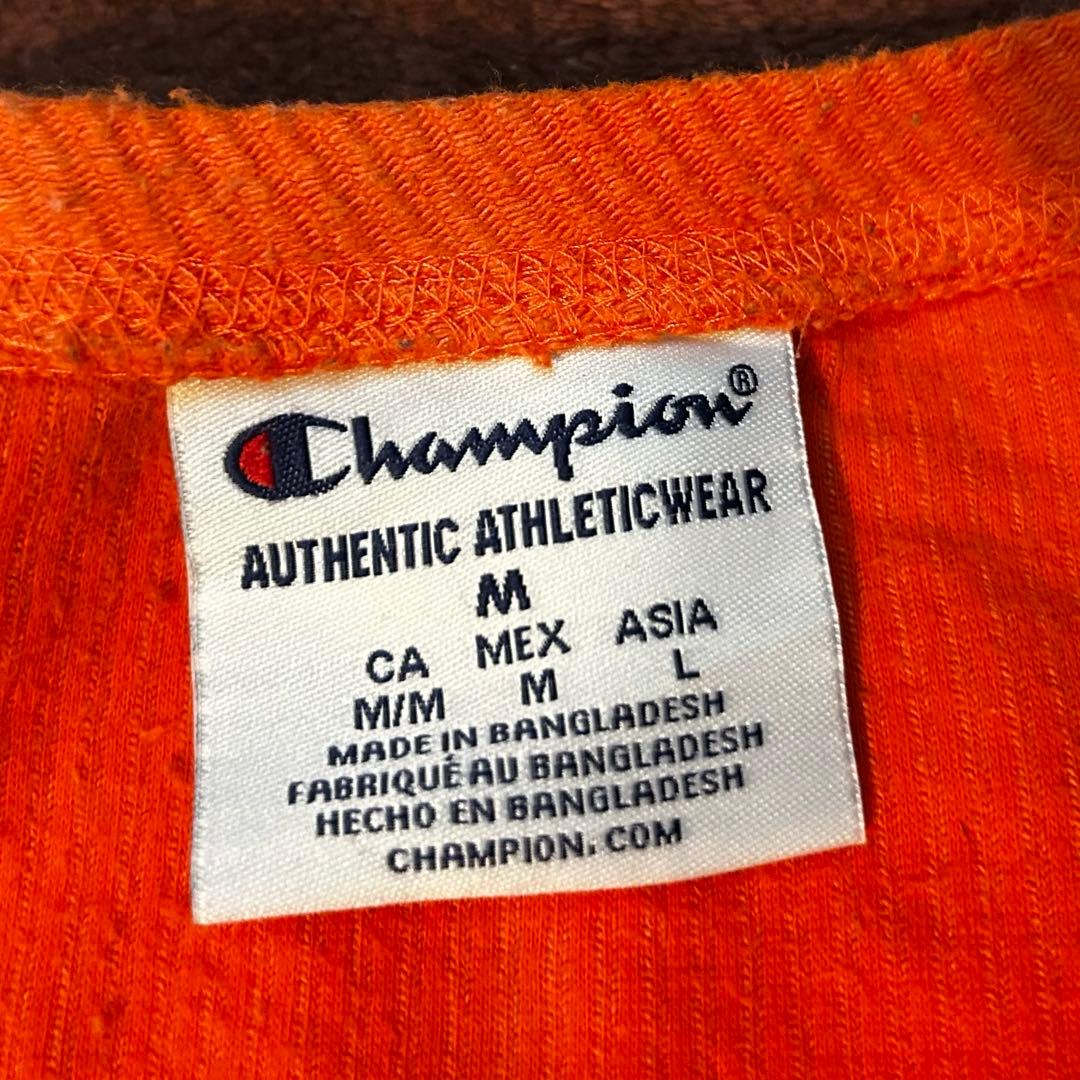 Champion®
AUTHENTIC ATHLETICWEAR
M
CA MEX ASIA
M/M M L
MADE IN BANGLADESH
FABRIQUÉ AU BANGLADESH
HECHO EN BANGLADESH
CHAMPION.COM